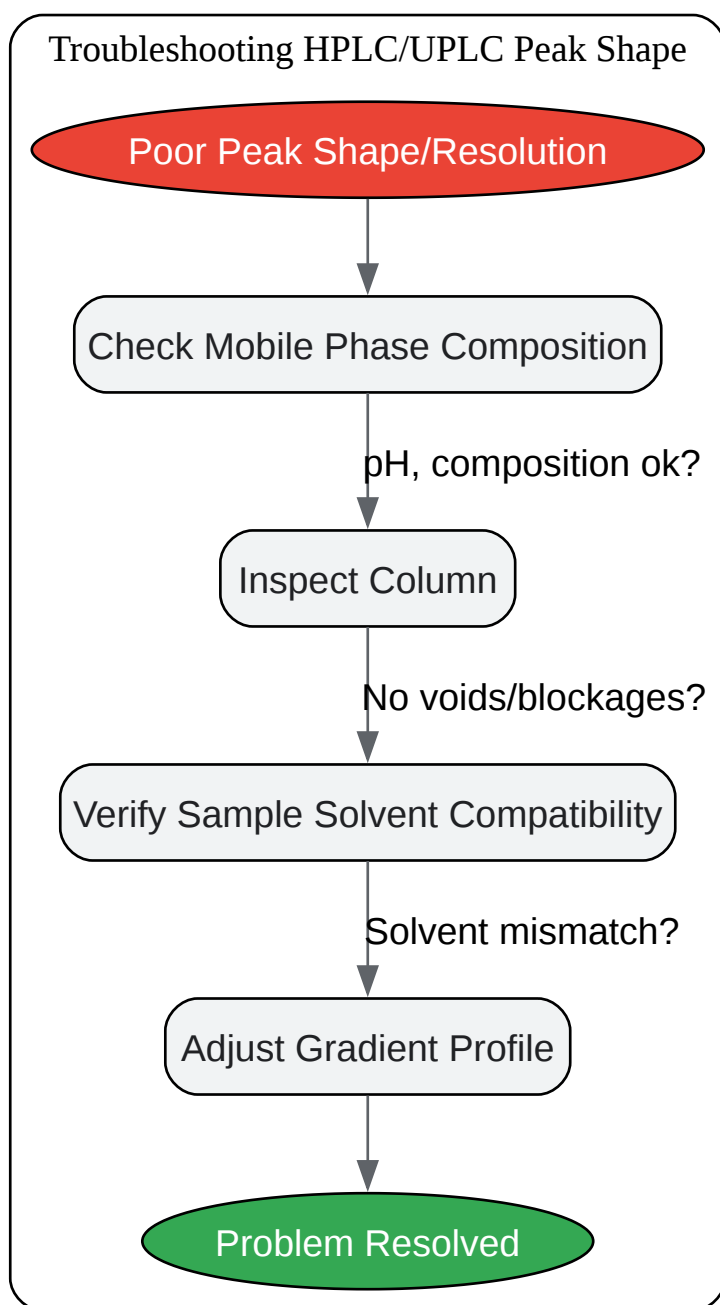 Troubleshooting HPLC/UPLC Peak Shape
Poor Peak Shape/Resolution
Check Mobile Phase Composition
pH, composition ok?
Inspect Column
No voids/blockages?
Verify Sample Solvent Compatibility
Solvent mismatch?
Adjust Gradient Profile
Problem Resolved